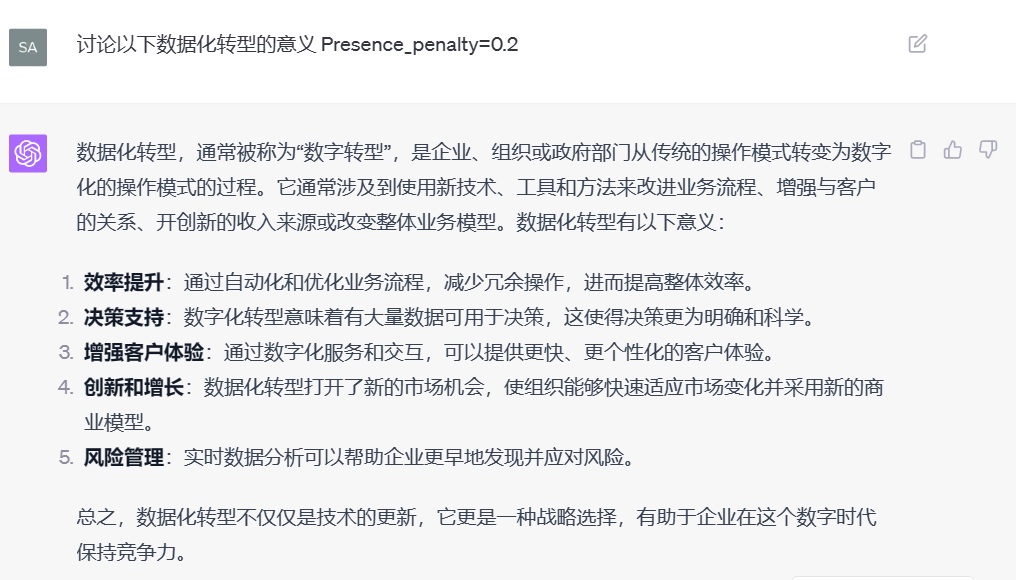 SA
讨论以下数据化转型的意义 Presence_penalty=0.2
数据化转型，通常被称为“数字转型”，是企业、组织或政府部门从传统的操作模式转变为数字
化的操作模式的过程。它通常涉及到使用新技术、工具和方法来改进业务流程、增强与客户
的关系、开创新的收入来源或改变整体业务模型。数据化转型有以下意义：
1. 效率提升：通过自动化和优化业务流程，减少冗余操作，进而提高整体效率。
2. 决策支持：数字化转型意味着有大量数据可用于决策，这使得决策更为明确和科学。
3. 增强客户体验：通过数字化服务和交互，可以提供更快、更个性化的客户体验。
4. 创新和增长：数据化转型打开了新的市场机会，使组织能够快速适应市场变化并采用新的商
业模型。
5. 风险管理：实时数据分析可以帮助企业更早地发现并应对风险。
总之，数据化转型不仅仅是技术的更新，它更是一种战略选择，有助于企业在这个数字时代
保持竞争力。